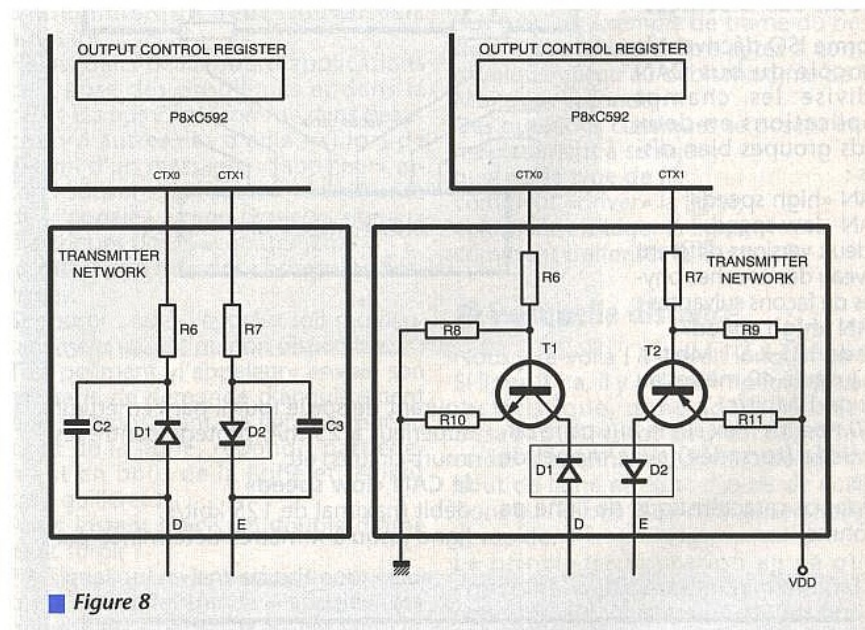 OUTPUT CONTROL REGISTER
P8xC592
CTX0 CTX1
TRANSMITTER
NETWORK
R6 R7
C2 D1 D2 C3
D E
OUTPUT CONTROL REGISTER
P8xC592
CTX0 CTX1
R6 R7 TRANSMITTER
NETWORK
R8 R9
T1 T2
R10 R11
D1 D2
D E
VDD
Figure 8